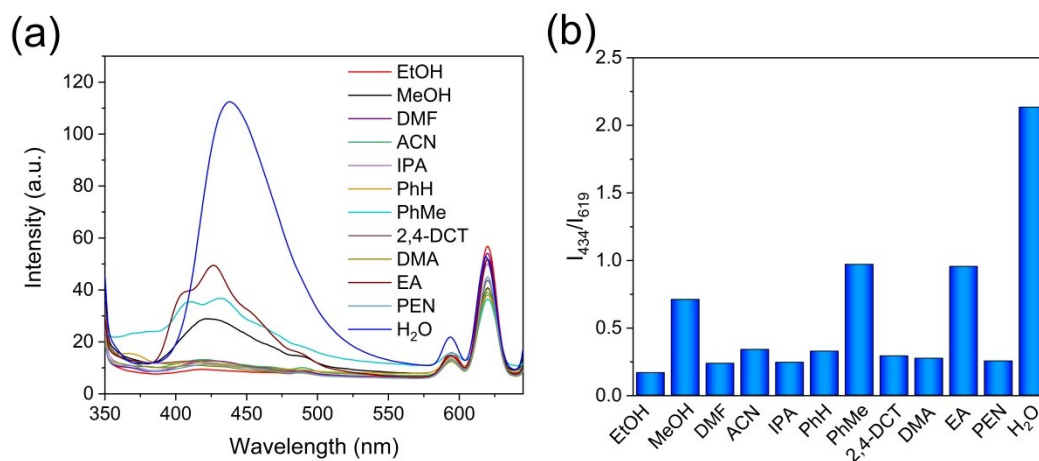 (a)
Intensity (a.u.)
120
100
80
60
40
20
0
350
400
450
500
550
600
Wavelength (nm)
EtOH
MeOH
DMF
ACN
IPA
PhH
PhMe
2,4-DCT
DMA
EA
PEN
H₂O
(b)
I₄₃₄/I₆₁₉
2.5
2.0
1.5
1.0
0.5
0.0
EtOH
MeOH
DMF
ACN
IPA
PhH
PhMe
2,4-DCT
DMA
EA
PEN
H₂O